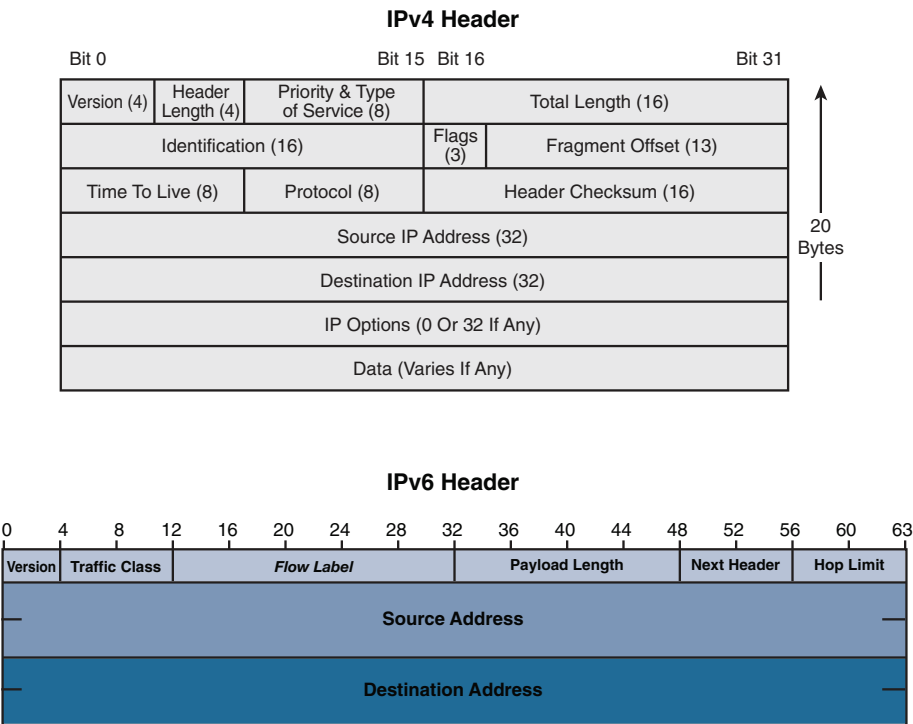 IPv4 Header
Bit 0 Bit 15 Bit 16 Bit 31
Version (4)
Header
Length (4)
Priority & Type
of Service (8)
Total Length (16)
Identification (16)
Flags
(3)
Fragment Offset (13)
Time To Live (8)
Protocol (8)
Header Checksum (16)
Source IP Address (32)
Destination IP Address (32)
IP Options (0 Or 32 If Any)
Data (Varies If Any)
20
Bytes
IPv6 Header
0 4 8 12 16 20 24 28 32 36 40 44 48 52 56 60 63
Version
Traffic Class
Flow Label
Payload Length
Next Header
Hop Limit
Source Address
Destination Address